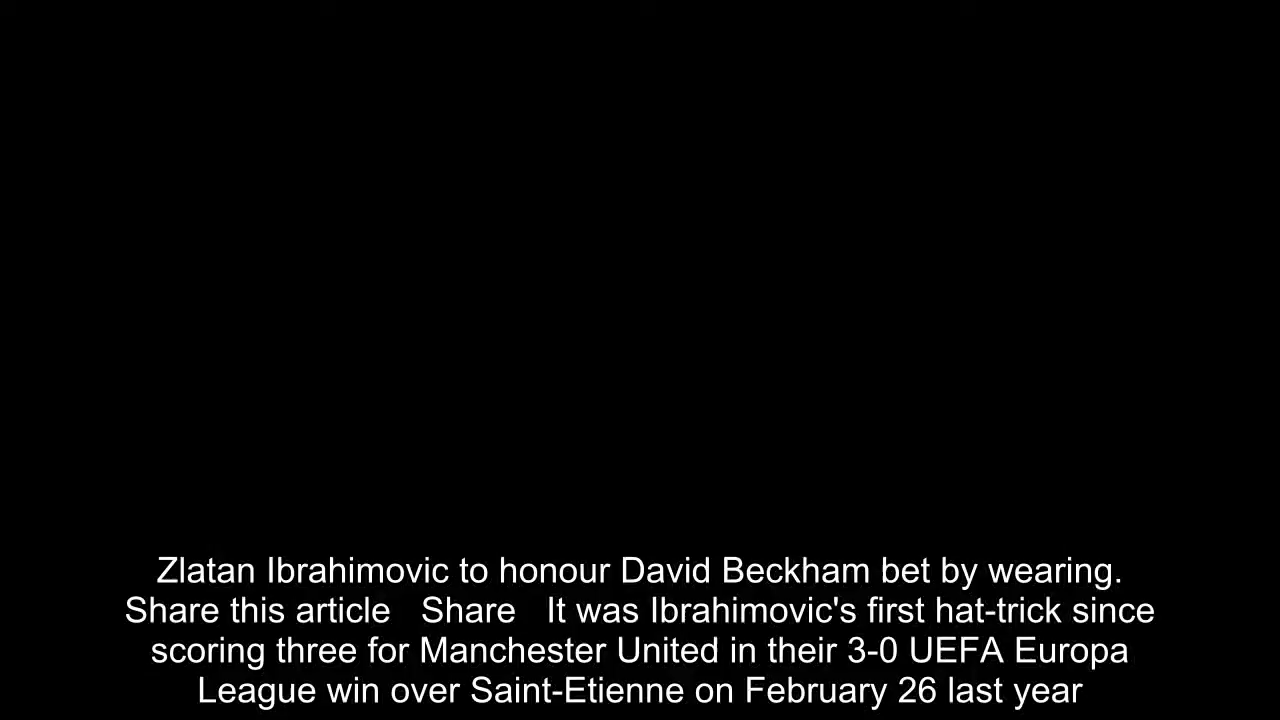 Zlatan Ibrahimovic to honour David Beckham bet by wearing.
Share this article   Share   It was Ibrahimovic's first hat-trick since
scoring three for Manchester United in their 3-0 UEFA Europa
League win over Saint-Etienne on February 26 last year